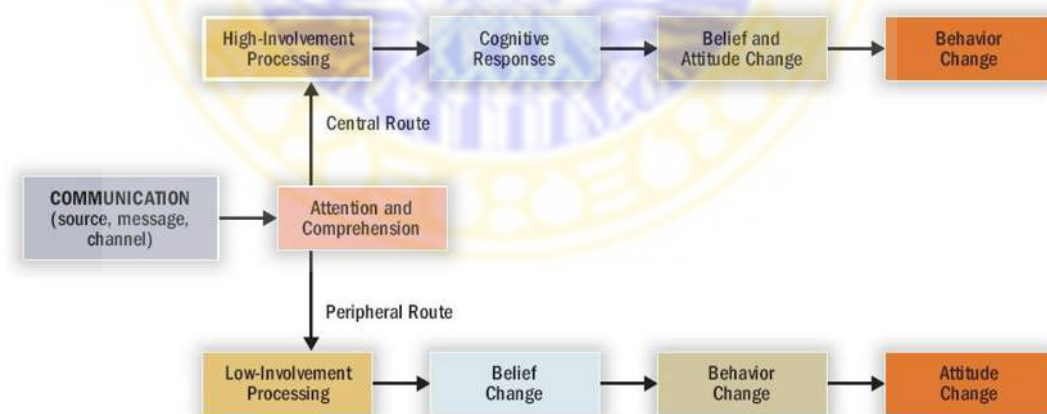 High-Involvement
Processing
Cognitive
Responses
Belief and
Attitude Change
Behavior
Change
Central Route
COMMUNICATION
(source, message,
channel)
Attention and
Comprehension
Peripheral Route
Low-Involvement
Processing
Belief
Change
Behavior
Change
Attitude
Change